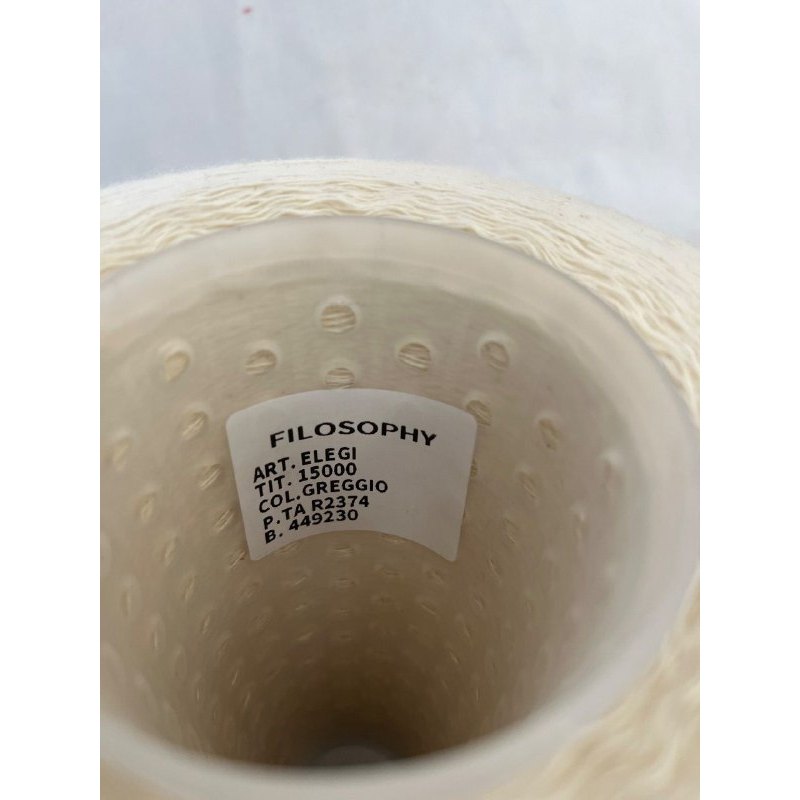 FILOSOPHY
ART. ELEGI
TIT. 15000
COL.GREGGIO
P.TA R2374
B. 449230